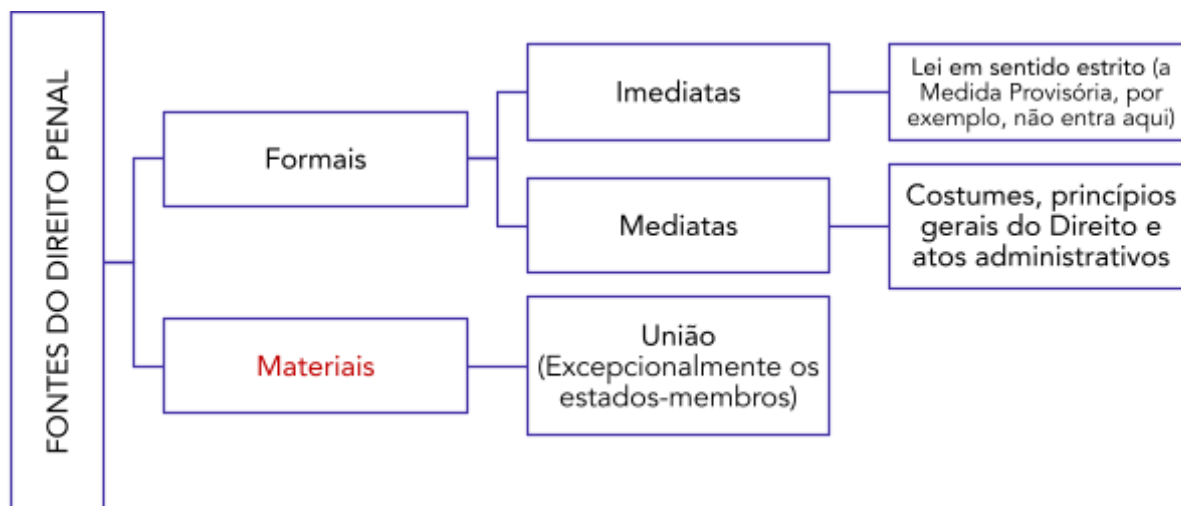 FONTES DO DIREITO PENAL
Formais
Imediatas
Lei em sentido estrito (a
Medida Provisória, por
exemplo, não entra aqui)
Mediatas
Costumes, princípios
gerais do Direito e
atos administrativos
Materiais
União
(Excepcionalmente os
estados-membros)